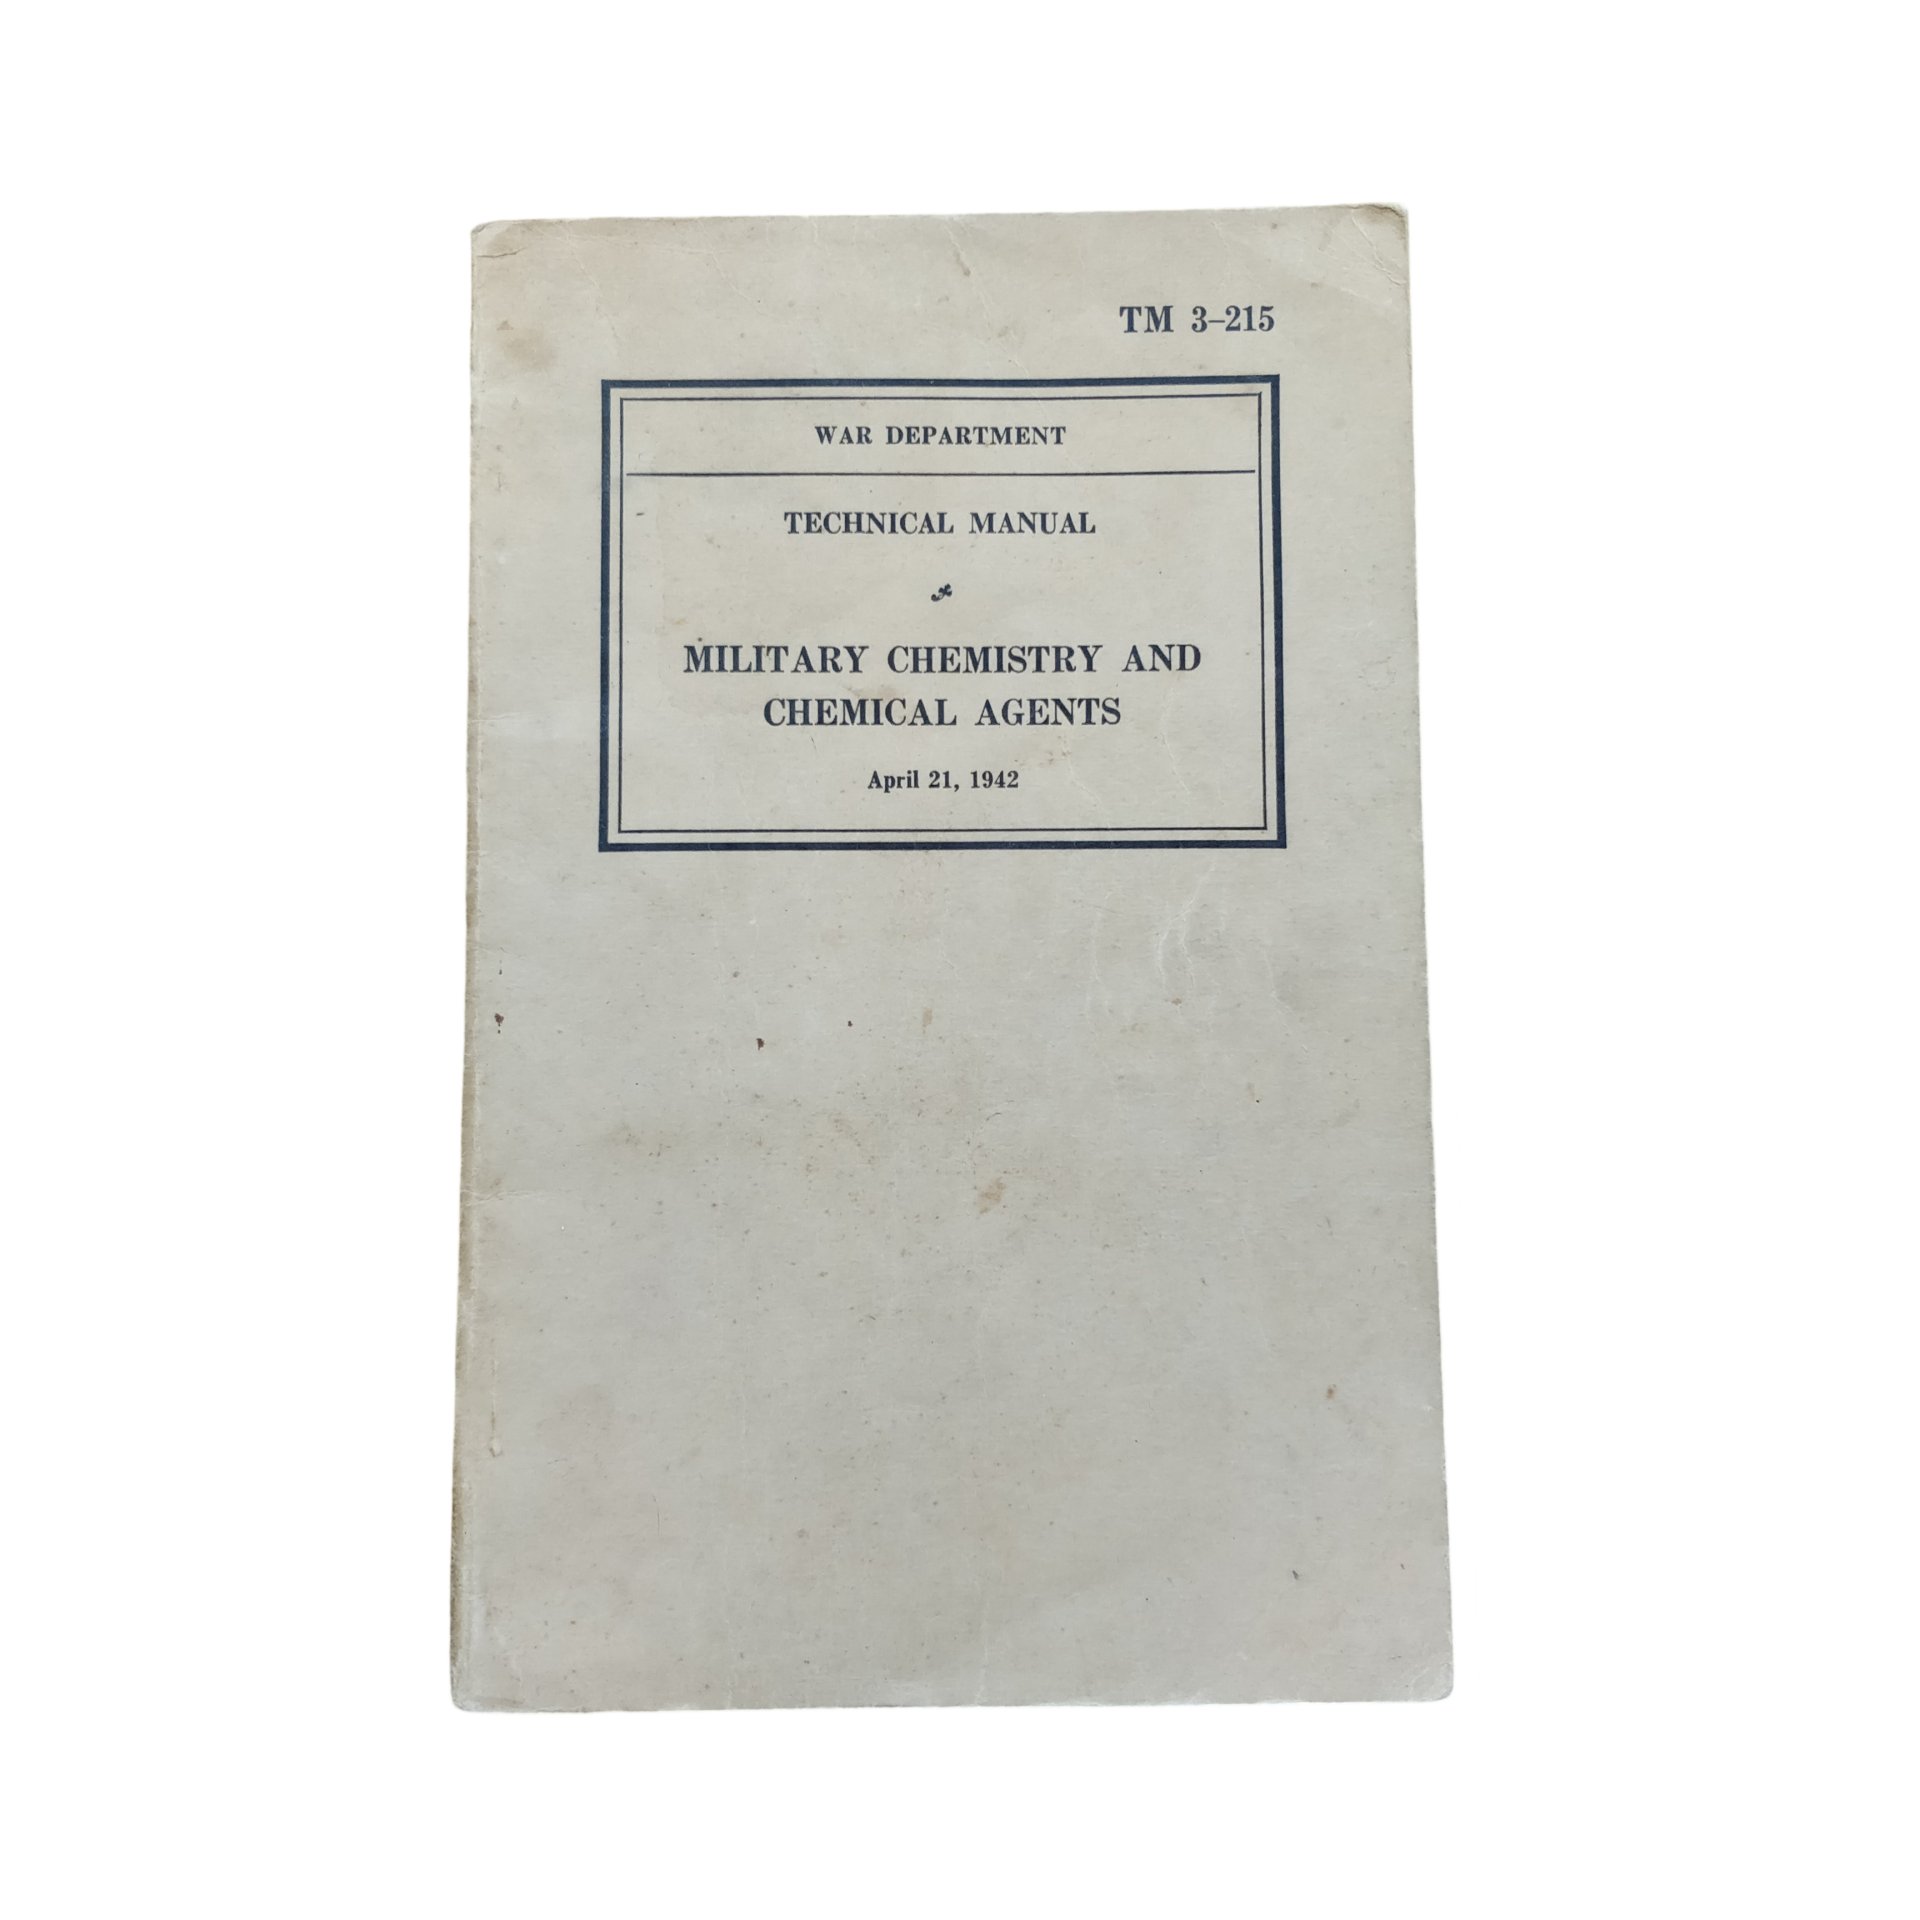 TM 3–215
WAR DEPARTMENT
TECHNICAL MANUAL
MILITARY CHEMISTRY AND
CHEMICAL AGENTS
April 21, 1942